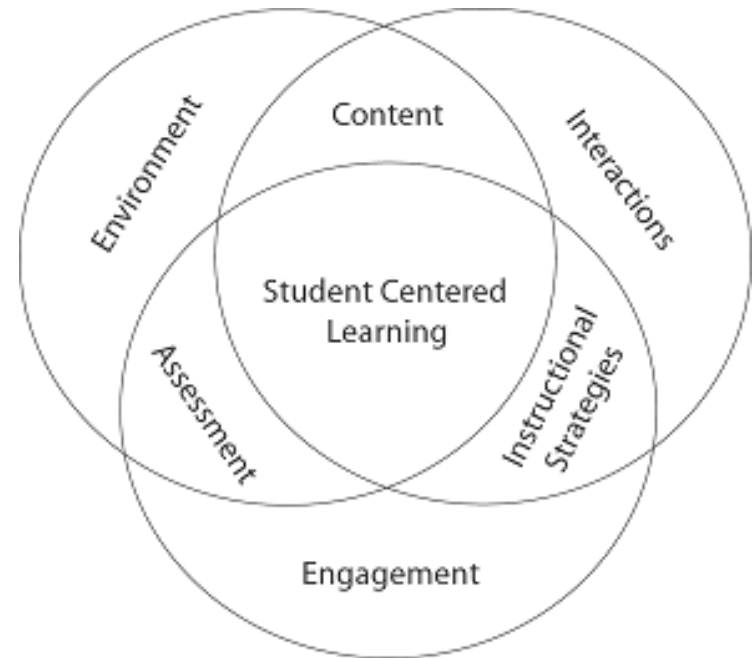 Content
Environment
Interactions
Student Centered
Learning
Assessment
Instructional
Strategies
Engagement